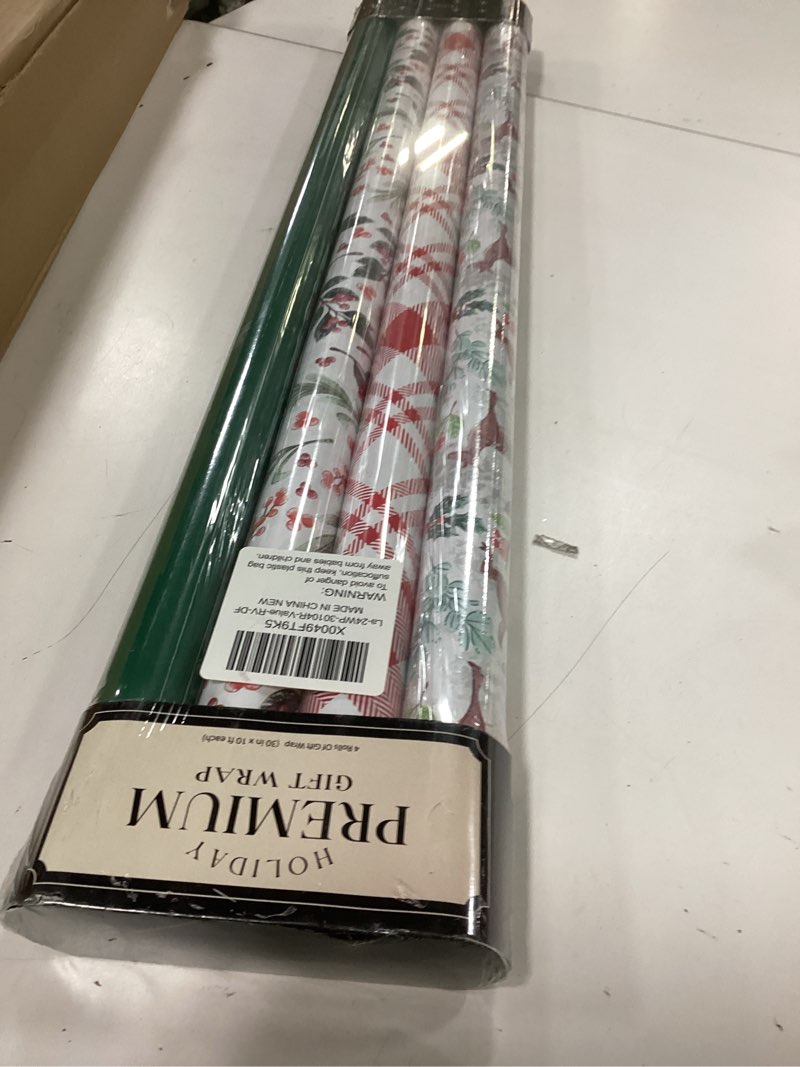 HOLIDAY
PREMIUM
GIFT WRAP
4 Rolls Of Gift Wrap (30 in x 10 ft each)
X0049FT9K5
La-24WP-30104R-Value-RV-DF
MADE IN CHINA NEW
WARNING:
To avoid danger of
suffocation, keep this plastic bag
away from babies and children.